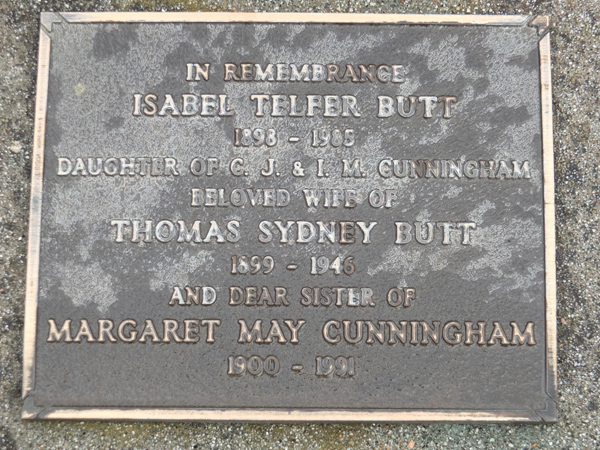 IN REMEMBRANCE
ISABEL TELFER BUTT
1898 - 1985
DAUGHTER OF C. J. & I. M. CUNNINGHAM
BELOVED WIFE OF
THOMAS SYDNEY BUTT
1899 - 1946
AND DEAR SISTER OF
MARGARET MAY CUNNINGHAM
1900 - 1991